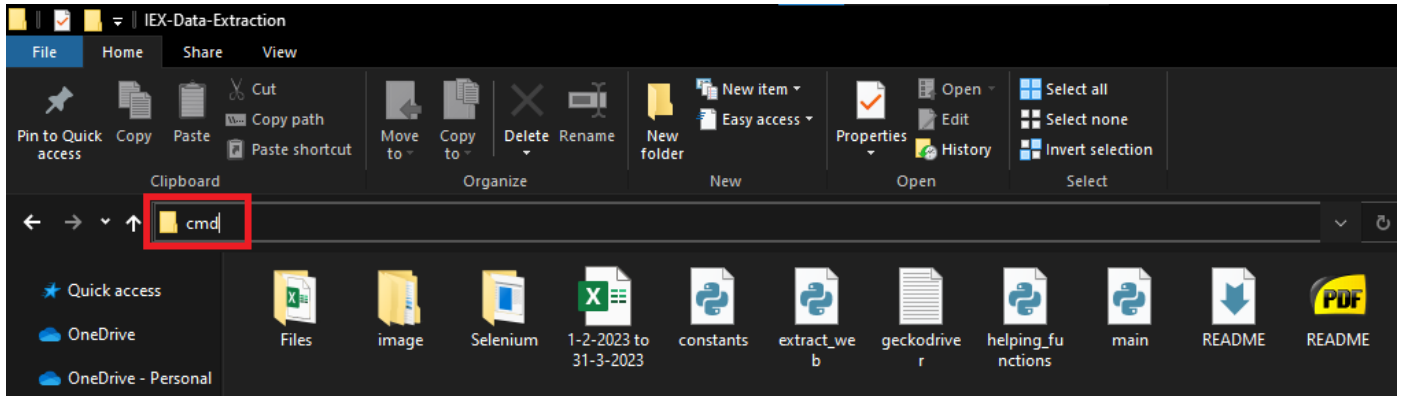 IEX-Data-Extraction
File Home Share View
Pin to Quick access
Copy
Paste
Cut
Copy path
Paste shortcut
Clipboard
Move to
Copy to
Delete
Rename
Organize
New folder
New item
Easy access
New
Properties
Open
Edit
History
Open
Select all
Select none
Invert selection
Select
cmd
Quick access
OneDrive
OneDrive - Personal
Files
image
Selenium
1-2-2023 to
31-3-2023
constants
extract_we
b
geckodrive
r
helping_fu
nctions
main
README
PDF
README